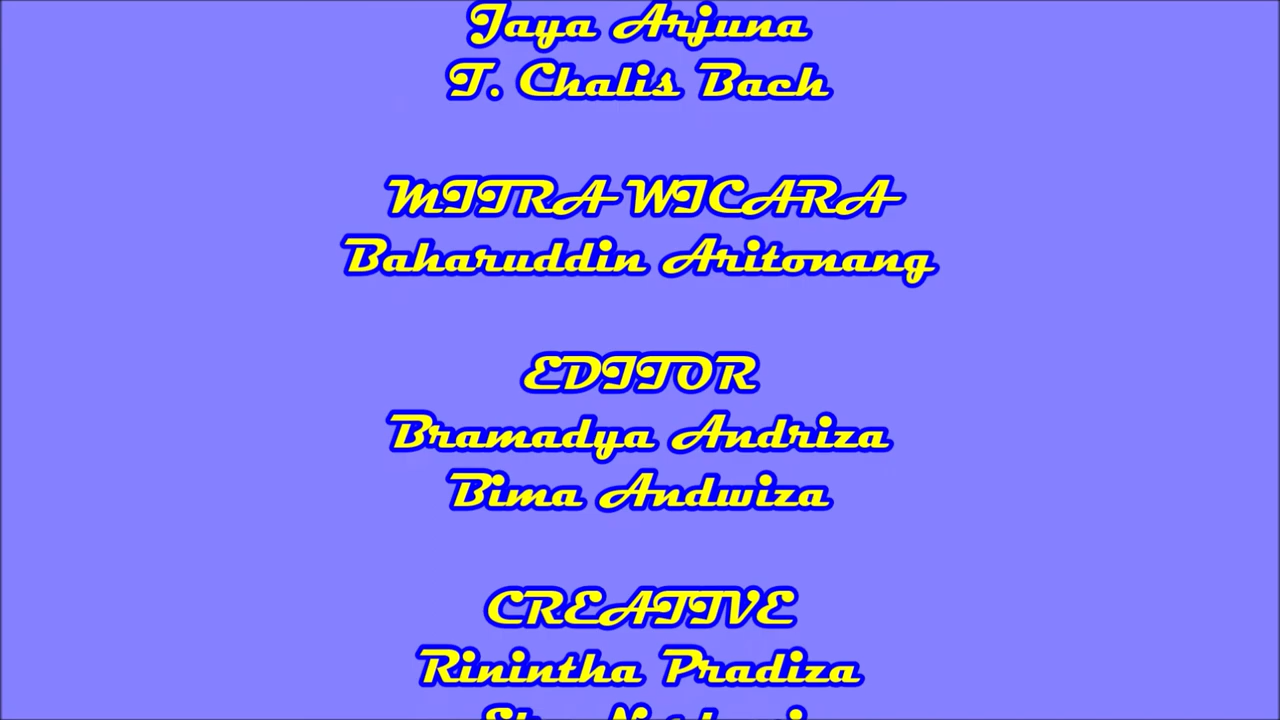 Jaya Arjuna
T. Chalis Bach
MITRA WICARA
Baharuddin Aritonang
EDITOR
Bramadya Andriza
Bima Andwiza
CREATIVE
Rinintha Pradiza